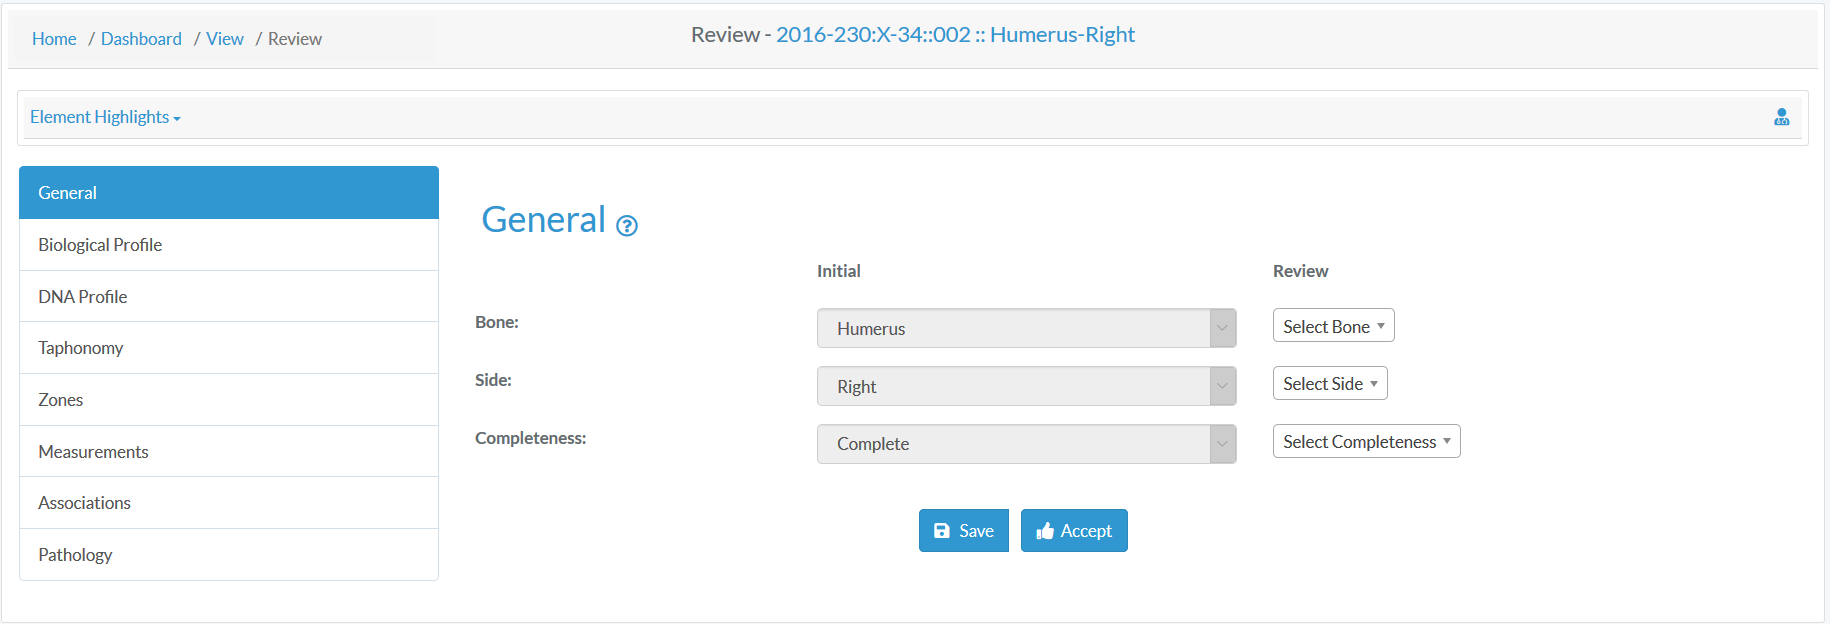 Home / Dashboard / View / Review
Review - 2016-230:X-34::002 :: Humerus-Right
Element Highlights
General
Biological Profile
DNA Profile
Taphonomy
Zones
Measurements
Associations
Pathology
General ?
Initial Review
Bone: Humerus Select Bone
Side: Right Select Side
Completeness: Complete Select Completeness
Save Accept